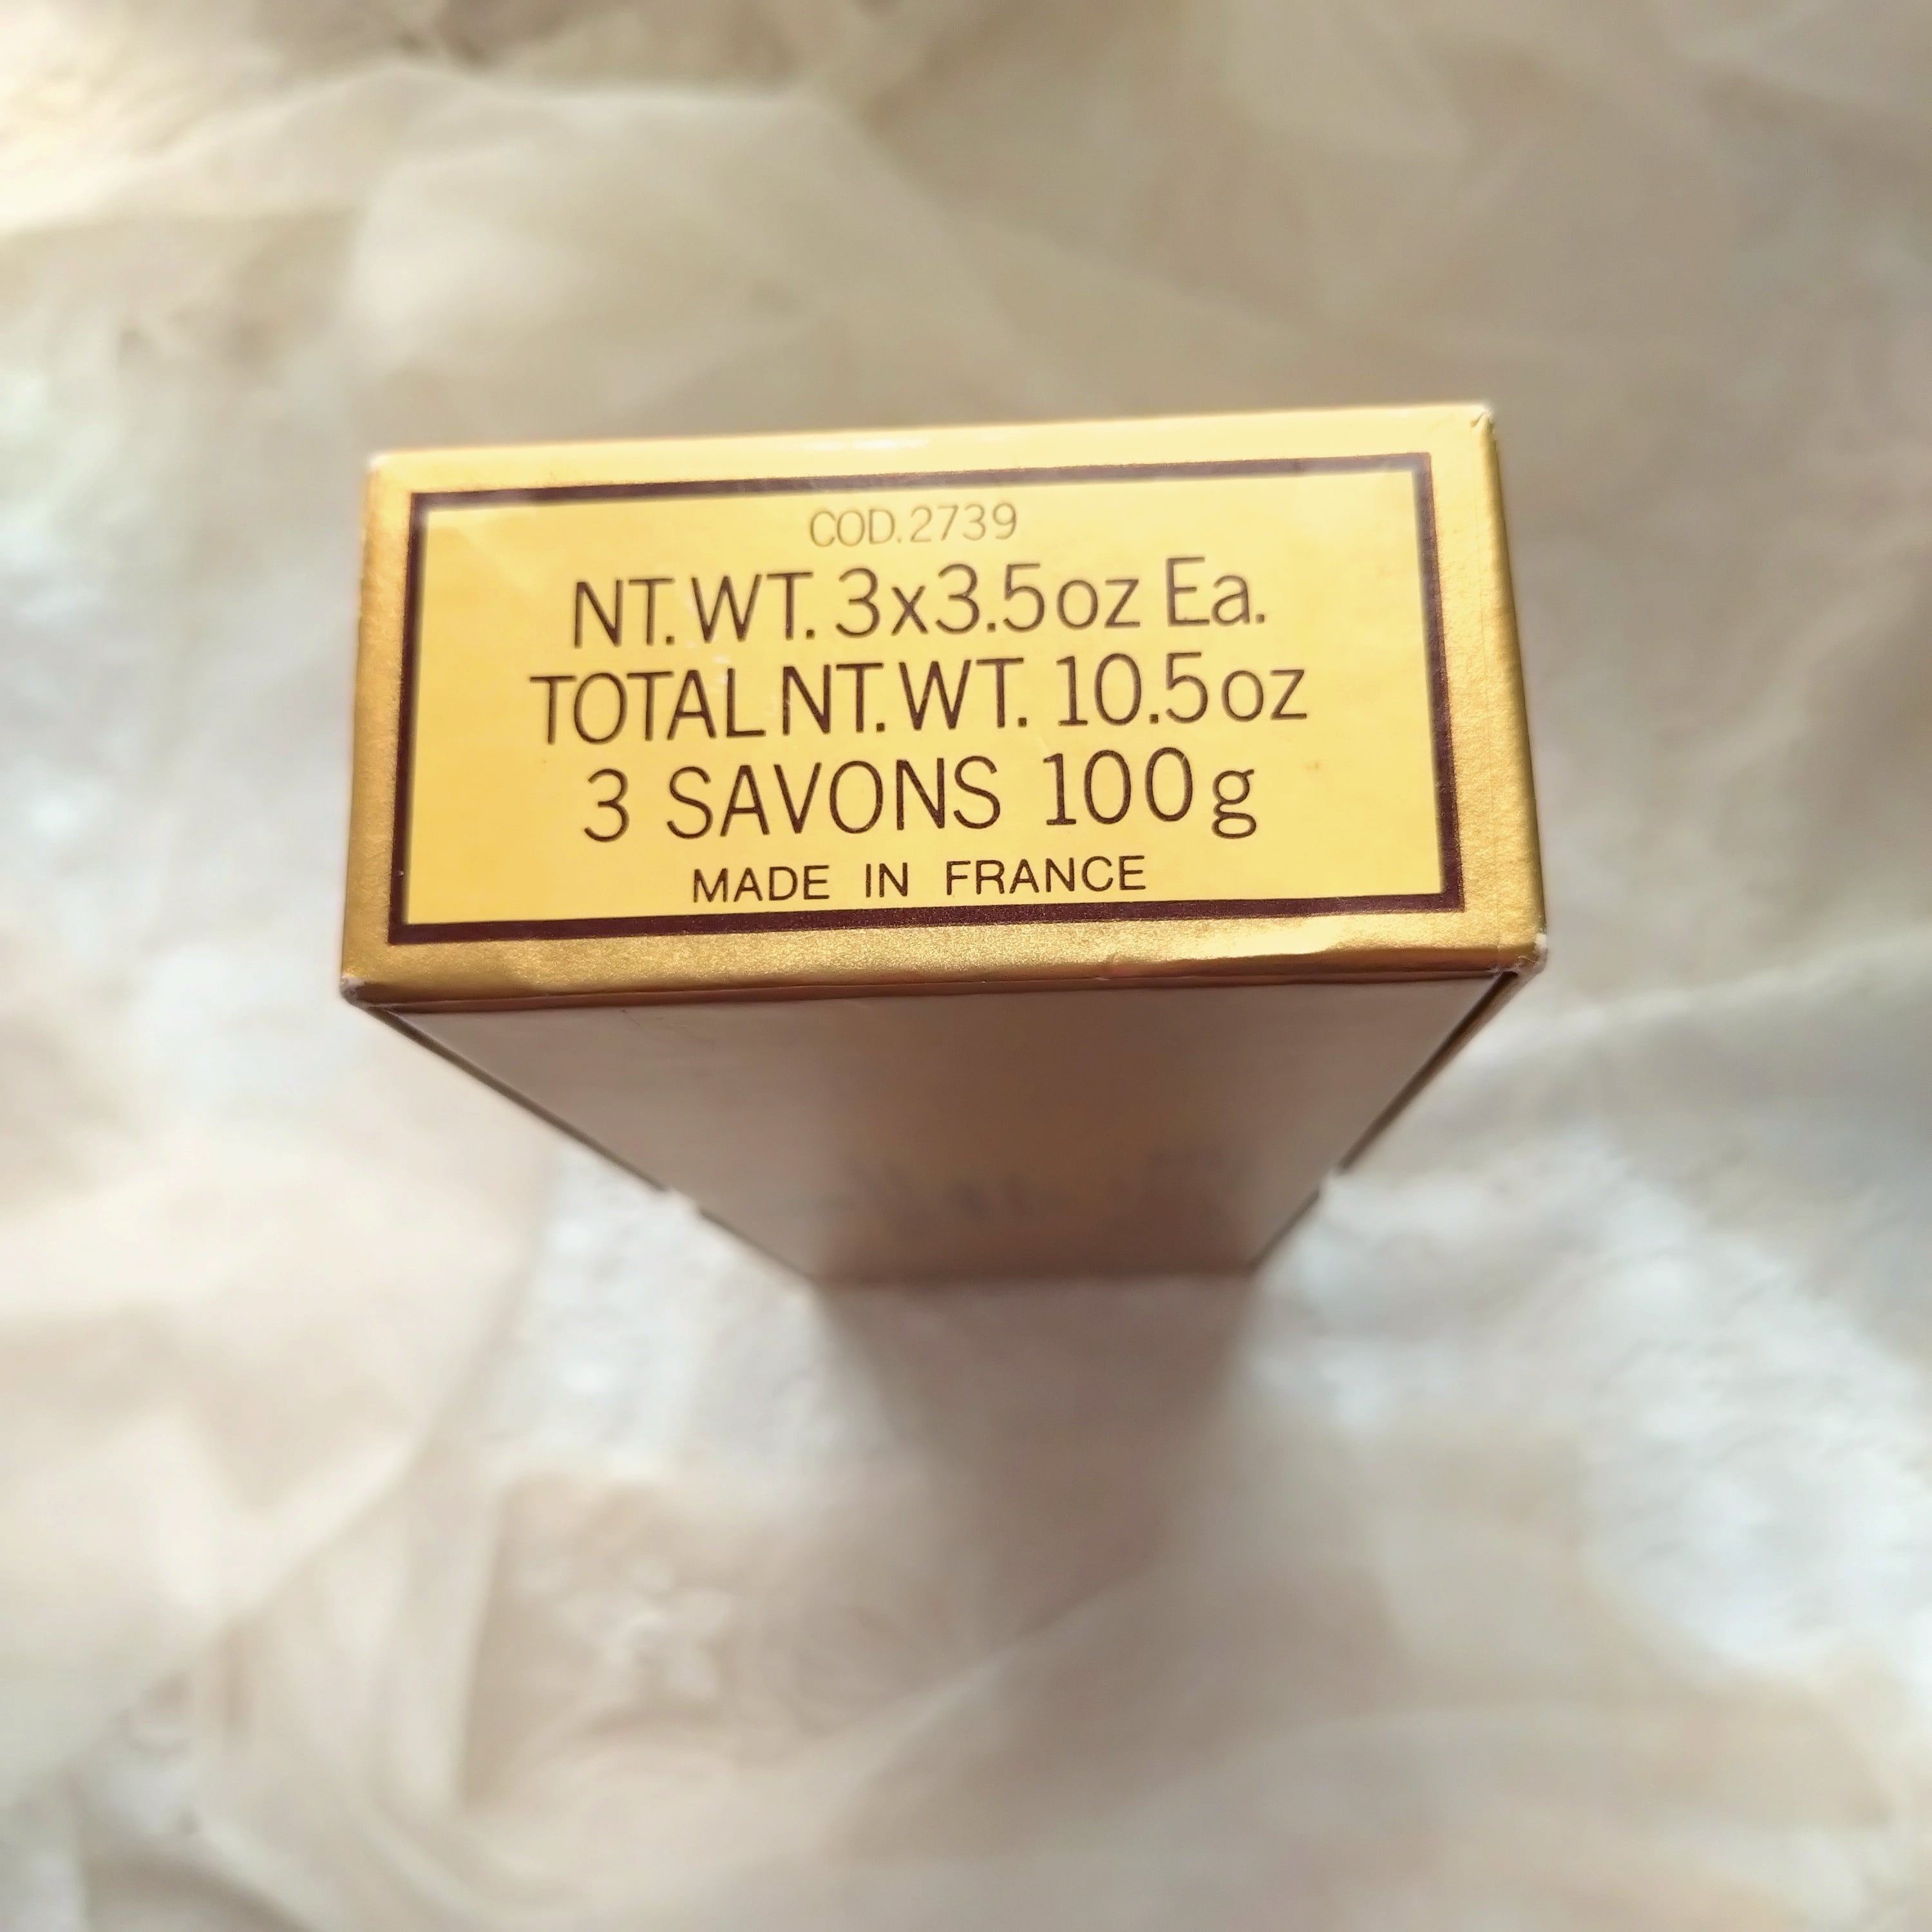 COD.2739
NT.WT. 3x3.5oz Ea.
TOTAL NT.WT. 10.5oz
3 SAVONS 100g
MADE IN FRANCE